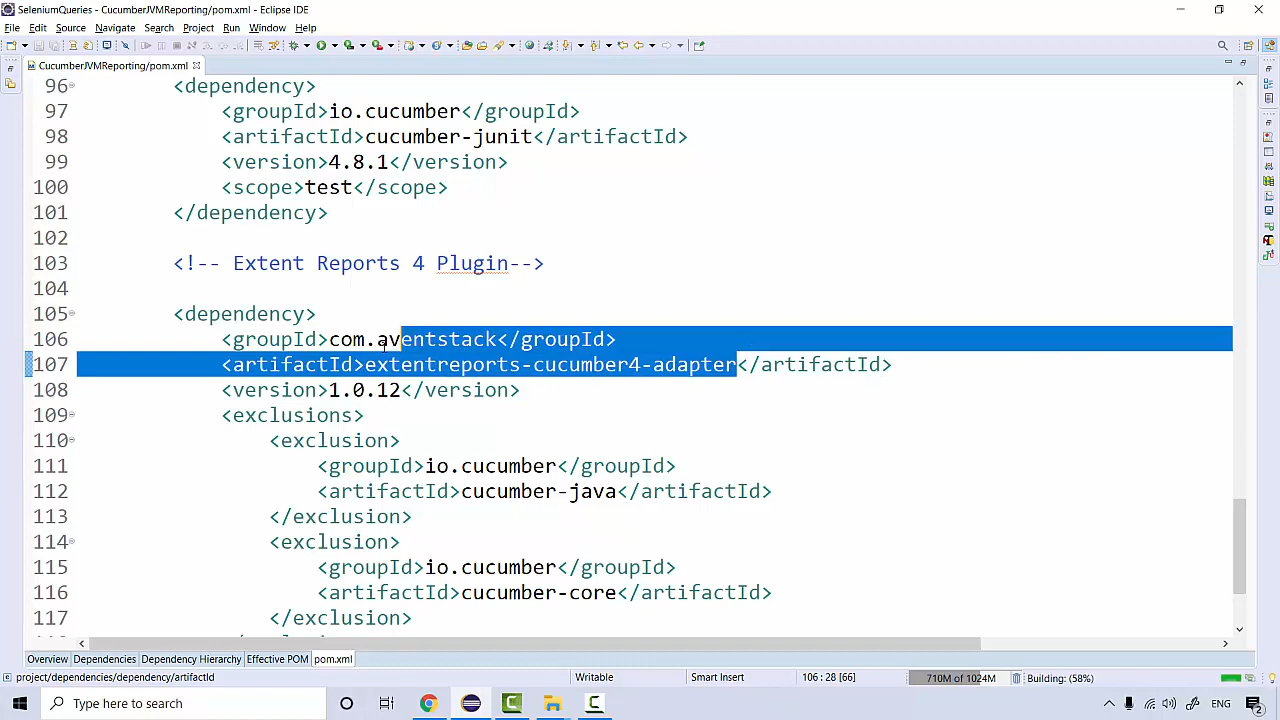 SeleniumQueries - CucumberJVMReporting/pom.xml - Eclipse IDE
File Edit Source Navigate Search Project Run Window Help
CucumberJVMReporting/pom.xml
96 <dependency>
97 <groupId>io.cucumber</groupId>
98 <artifactId>cucumber-junit</artifactId>
99 <version>4.8.1</version>
100 <scope>test</scope>
101 </dependency>
102
103 <!-- Extent Reports 4 Plugin-->
104
105 <dependency>
106 <groupId>com.aventstack</groupId>
107 <artifactId>extentreports-cucumber4-adapter</artifactId>
108 <version>1.0.12</version>
109 <exclusions>
110 <exclusion>
111 <groupId>io.cucumber</groupId>
112 <artifactId>cucumber-java</artifactId>
113 </exclusion>
114 <exclusion>
115 <groupId>io.cucumber</groupId>
116 <artifactId>cucumber-core</artifactId>
117 </exclusion>
Overview Dependencies Dependency Hierarchy Effective POM pom.xml
project/dependencies/dependency/artifactId Writable Smart Insert 106 : 28 [66] 710M of 1024M Building: (58%)
Type here to search ENG 2